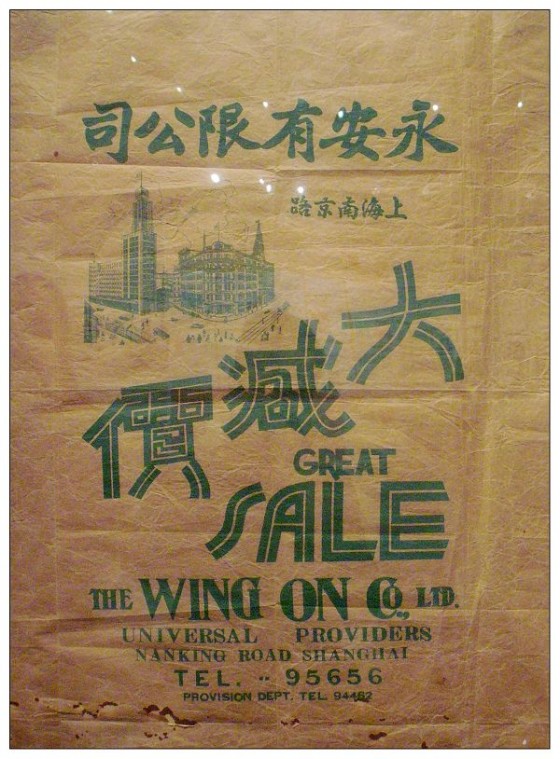 永安有限公司
上海南京路
大減價
GREAT
SALE
THE WING ON Co., LTD.
UNIVERSAL PROVIDERS
NANKING ROAD SHANGHAI
TEL. ·· 95656
PROVISION DEPT. TEL.